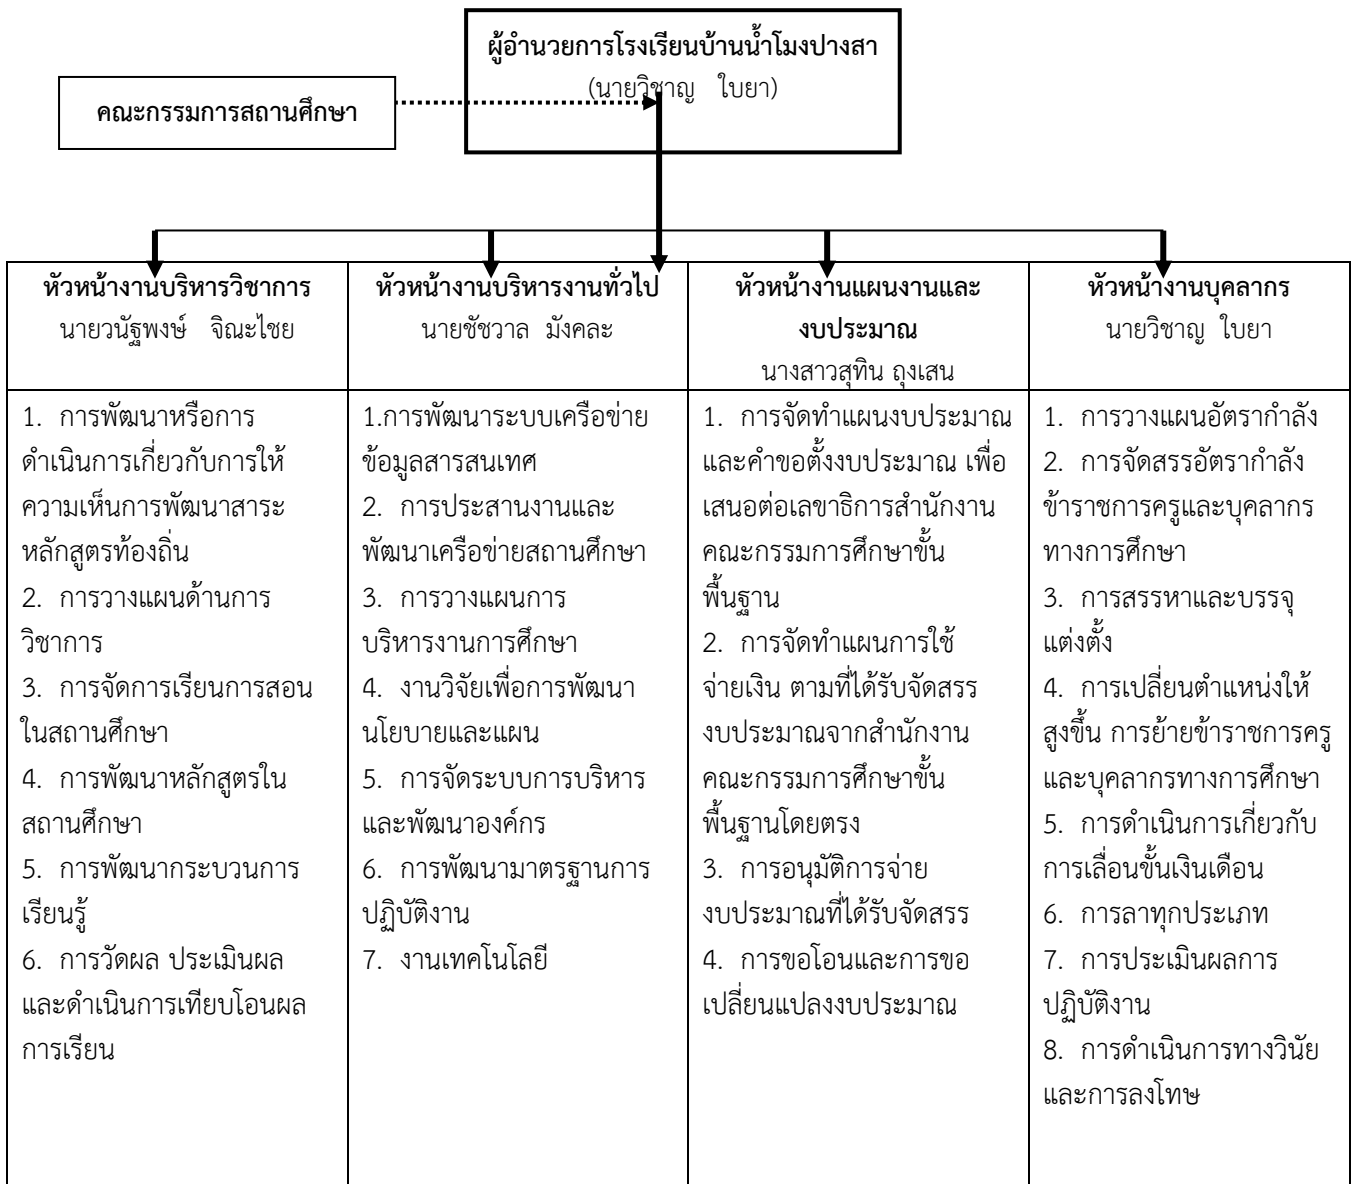 ผู้อำนวยการโรงเรียนบ้านน้ำโมงปางสา
(นายวิชาญ ใบยา)
คณะกรรมการสถานศึกษา
หัวหน้างานบริหารวิชาการ
นายวนัฐพงษ์ จิณะไชย
หัวหน้างานบริหารงานทั่วไป
นายชัชวาล มังคละ
หัวหน้างานแผนงานและ
งบประมาณ
นางสาวสุทิน ถุงเสน
หัวหน้างานบุคลากร
นายวิชาญ ใบยา
1. การพัฒนาหรือการ
ดำเนินการเกี่ยวกับการให้
ความเห็นการพัฒนาสาระ
หลักสูตรท้องถิ่น
2. การวางแผนด้านการ
วิชาการ
3. การจัดการเรียนการสอน
ในสถานศึกษา
4. การพัฒนาหลักสูตรใน
สถานศึกษา
5. การพัฒนากระบวนการ
เรียนรู้
6. การวัดผล ประเมินผล
และดำเนินการเทียบโอนผล
การเรียน
1.การพัฒนาระบบเครือข่าย
ข้อมูลสารสนเทศ
2. การประสานงานและ
พัฒนาเครือข่ายสถานศึกษา
3. การวางแผนการ
บริหารงานการศึกษา
4. งานวิจัยเพื่อการพัฒนา
นโยบายและแผน
5. การจัดระบบการบริหาร
และพัฒนาองค์กร
6. การพัฒนามาตรฐานการ
ปฏิบัติงาน
7. งานเทคโนโลยี
1. การจัดทำแผนงบประมาณ
และคำขอตั้งงบประมาณ เพื่อ
เสนอต่อเลขาธิการสำนักงาน
คณะกรรมการศึกษาขั้น
พื้นฐาน
2. การจัดทำแผนการใช้
จ่ายเงิน ตามที่ได้รับจัดสรร
งบประมาณจากสำนักงาน
คณะกรรมการศึกษาขั้น
พื้นฐานโดยตรง
3. การอนุมัติการจ่าย
งบประมาณที่ได้รับจัดสรร
4. การขอโอนและการขอ
เปลี่ยนแปลงงบประมาณ
1. การวางแผนอัตรากำลัง
2. การจัดสรรอัตรากำลัง
ข้าราชการครูและบุคลากร
ทางการศึกษา
3. การสรรหาและบรรจุ
แต่งตั้ง
4. การเปลี่ยนตำแหน่งให้
สูงขึ้น การย้ายข้าราชการครู
และบุคลากรทางการศึกษา
5. การดำเนินการเกี่ยวกับ
การเลื่อนขั้นเงินเดือน
6. การลาทุกประเภท
7. การประเมินผลการ
ปฏิบัติงาน
8. การดำเนินการทางวินัย
และการลงโทษ